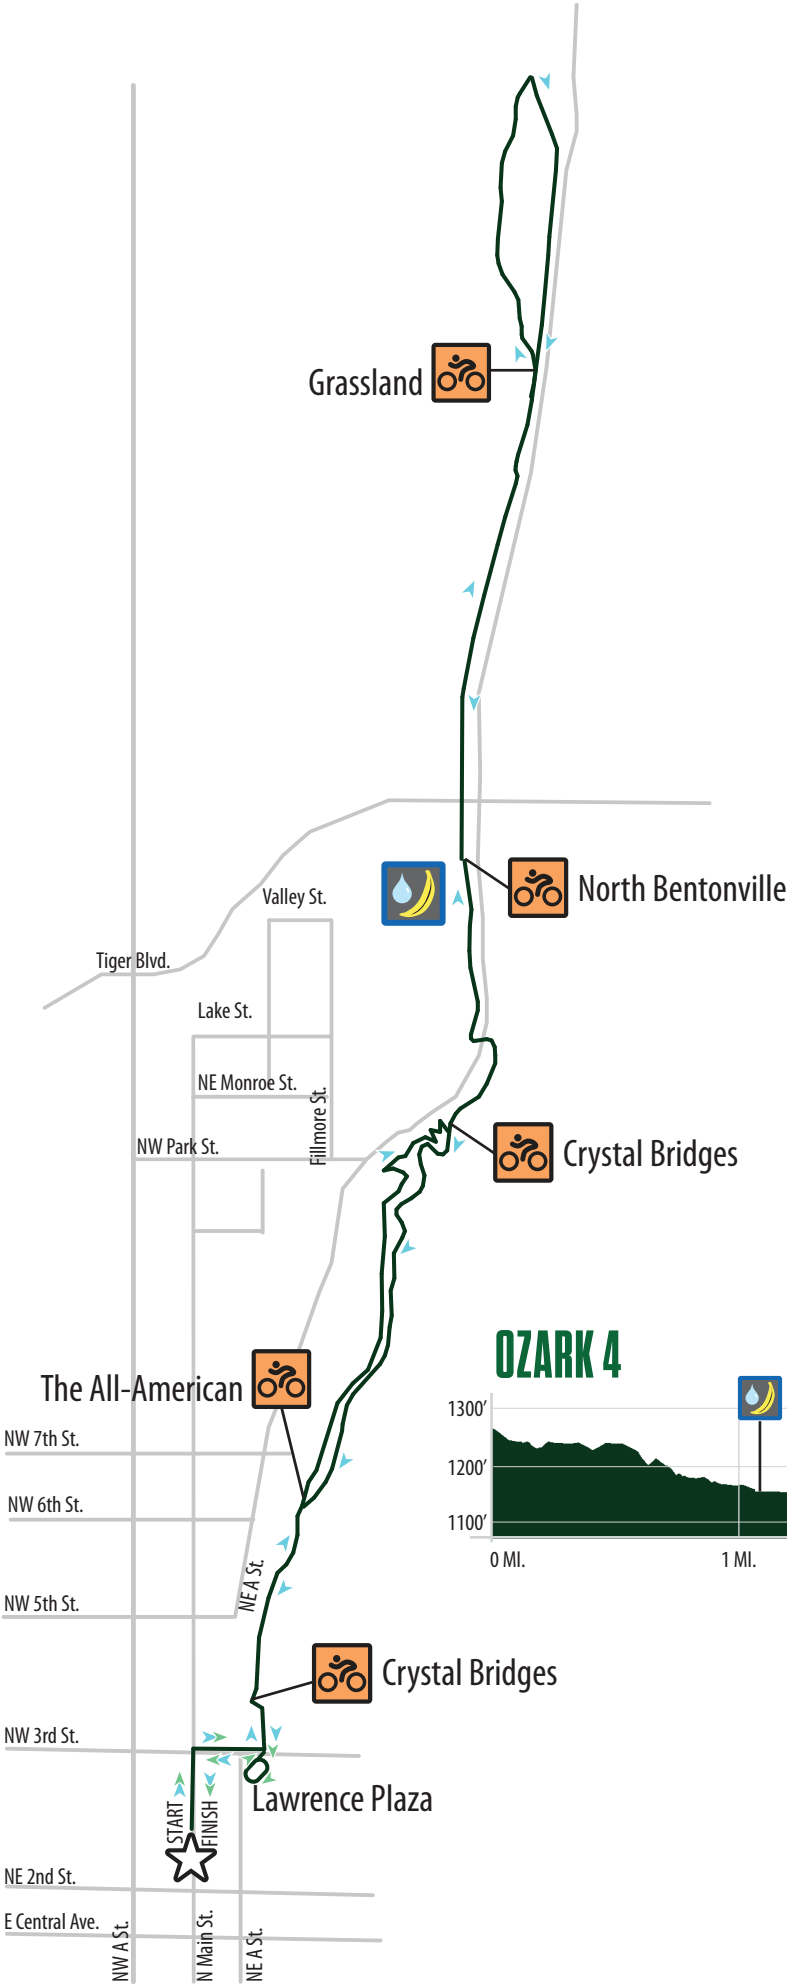 Grassland
North Bentonville
Valley St.
Tiger Blvd.
Lake St.
NE Monroe St.
Fillmore St.
NW Park St.
Crystal Bridges
OZARK 4
The All-American
1300'
1200'
1100'
0 MI.
1 MI.
NW 7th St.
NW 6th St.
NE A St.
NW 5th St.
Crystal Bridges
NW 3rd St.
Lawrence Plaza
START
FINISH
NE 2nd St.
E Central Ave.
NW A St.
N Main St.
NE A St.